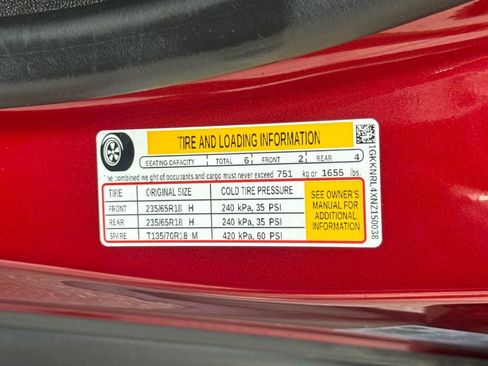 TIRE AND LOADING INFORMATION
SEATING CAPACITY TOTAL 6 FRONT 2 REAR 4
The combined weight of occupants and cargo must never exceed 751 kg or 1655 lbs.
TIRE ORIGINAL SIZE COLD TIRE PRESSURE
FRONT 235/65R18 H 240 kPa, 35 PSI
REAR 235/65R18 H 240 kPa, 35 PSI
SPARE T135/70R18 M 420 kPa, 60 PSI
SEE OWNER'S
MANUAL FOR
ADDITIONAL
INFORMATION
1GKKNRL4XNZ150038